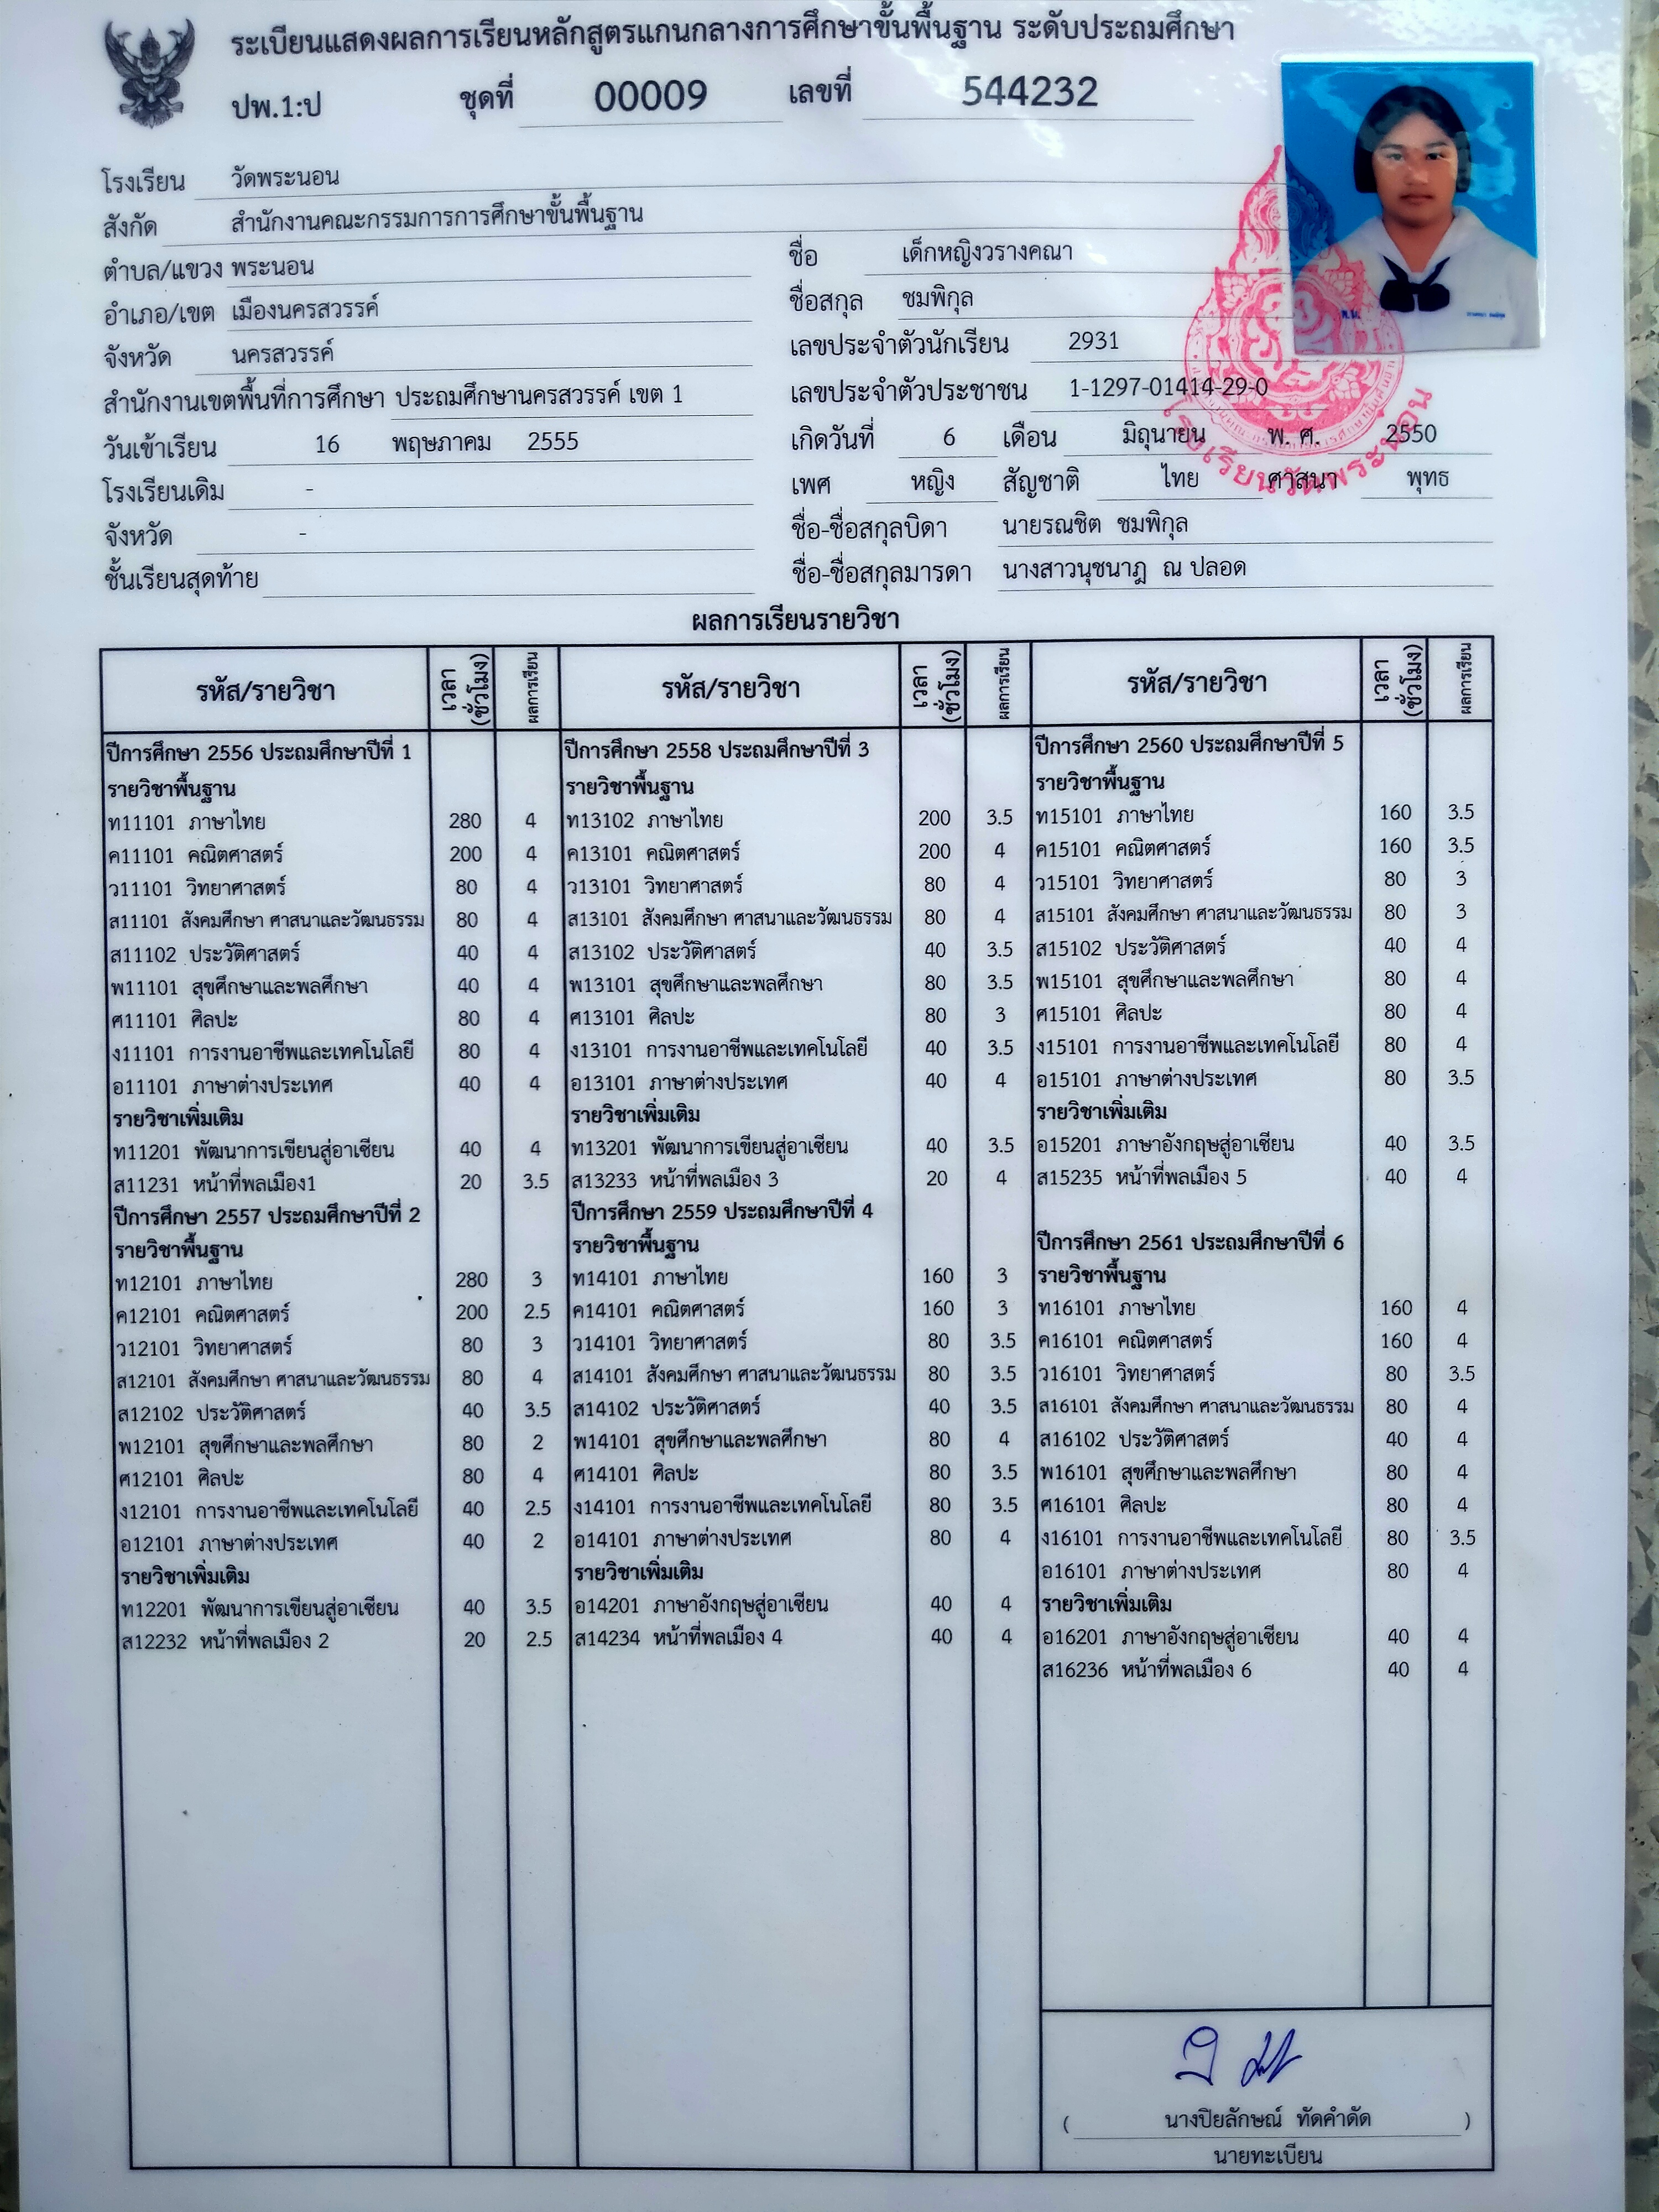 ระเบียนแสดงผลการเรียนหลักสูตรแกนกลางการศึกษาขั้นพื้นฐาน ระดับประถมศึกษา
ปพ.1:ป ชุดที่ 00009 เลขที่ 544232
โรงเรียน วัดพระนอน
สังกัด สำนักงานคณะกรรมการการศึกษาขั้นพื้นฐาน
ตำบล/แขวง พระนอน
อำเภอ/เขต เมืองนครสวรรค์
จังหวัด นครสวรรค์
สำนักงานเขตพื้นที่การศึกษา ประถมศึกษานครสวรรค์ เขต 1
วันเข้าเรียน 16 พฤษภาคม 2555
โรงเรียนเดิม -
จังหวัด -
ชั้นเรียนสุดท้าย
ชื่อ เด็กหญิงวรางคณา
ชื่อสกุล ชมพิกุล
เลขประจำตัวนักเรียน 2931
เลขประจำตัวประชาชน 1-1297-01414-29-0
เกิดวันที่ 6 เดือน มิถุนายน พ. ศ. 2550
เพศ หญิง สัญชาติ ไทย ศาสนา พุทธ
ชื่อ-ชื่อสกุลบิดา นายรณชิต ชมพิกุล
ชื่อ-ชื่อสกุลมารดา นางสาวนุชนาฎ ณ ปลอด
โรงเรียนวัดพระนอน
ผลการเรียนรายวิชา
รหัส/รายวิชา เวลา (ชั่วโมง) ผลการเรียน
ปีการศึกษา 2556 ประถมศึกษาปีที่ 1
รายวิชาพื้นฐาน
ท11101 ภาษาไทย 280 4
ค11101 คณิตศาสตร์ 200 4
ว11101 วิทยาศาสตร์ 80 4
ส11101 สังคมศึกษา ศาสนาและวัฒนธรรม 80 4
ส11102 ประวัติศาสตร์ 40 4
พ11101 สุขศึกษาและพลศึกษา 40 4
ศ11101 ศิลปะ 80 4
ง11101 การงานอาชีพและเทคโนโลยี 80 4
อ11101 ภาษาต่างประเทศ 40 4
รายวิชาเพิ่มเติม
ท11201 พัฒนาการเขียนสู่อาเซียน 40 4
ส11231 หน้าที่พลเมือง1 20 3.5
ปีการศึกษา 2557 ประถมศึกษาปีที่ 2
รายวิชาพื้นฐาน
ท12101 ภาษาไทย 280 3
ค12101 คณิตศาสตร์ 200 2.5
ว12101 วิทยาศาสตร์ 80 3
ส12101 สังคมศึกษา ศาสนาและวัฒนธรรม 80 4
ส12102 ประวัติศาสตร์ 40 3.5
พ12101 สุขศึกษาและพลศึกษา 80 2
ศ12101 ศิลปะ 80 4
ง12101 การงานอาชีพและเทคโนโลยี 40 2.5
อ12101 ภาษาต่างประเทศ 40 2
รายวิชาเพิ่มเติม
ท12201 พัฒนาการเขียนสู่อาเซียน 40 3.5
ส12232 หน้าที่พลเมือง 2 20 2.5
รหัส/รายวิชา เวลา (ชั่วโมง) ผลการเรียน
ปีการศึกษา 2558 ประถมศึกษาปีที่ 3
รายวิชาพื้นฐาน
ท13102 ภาษาไทย 200 3.5
ค13101 คณิตศาสตร์ 200 4
ว13101 วิทยาศาสตร์ 80 4
ส13101 สังคมศึกษา ศาสนาและวัฒนธรรม 80 4
ส13102 ประวัติศาสตร์ 40 3.5
พ13101 สุขศึกษาและพลศึกษา 80 3.5
ศ13101 ศิลปะ 80 3
ง13101 การงานอาชีพและเทคโนโลยี 40 3.5
อ13101 ภาษาต่างประเทศ 40 4
รายวิชาเพิ่มเติม
ท13201 พัฒนาการเขียนสู่อาเซียน 40 3.5
ส13233 หน้าที่พลเมือง 3 20 4
ปีการศึกษา 2559 ประถมศึกษาปีที่ 4
รายวิชาพื้นฐาน
ท14101 ภาษาไทย 160 3
ค14101 คณิตศาสตร์ 160 3
ว14101 วิทยาศาสตร์ 80 3.5
ส14101 สังคมศึกษา ศาสนาและวัฒนธรรม 80 3.5
ส14102 ประวัติศาสตร์ 40 3.5
พ14101 สุขศึกษาและพลศึกษา 80 4
ศ14101 ศิลปะ 80 3.5
ง14101 การงานอาชีพและเทคโนโลยี 80 3.5
อ14101 ภาษาต่างประเทศ 80 4
รายวิชาเพิ่มเติม
อ14201 ภาษาอังกฤษสู่อาเซียน 40 4
ส14234 หน้าที่พลเมือง 4 40 4
รหัส/รายวิชา เวลา (ชั่วโมง) ผลการเรียน
ปีการศึกษา 2560 ประถมศึกษาปีที่ 5
รายวิชาพื้นฐาน
ท15101 ภาษาไทย 160 3.5
ค15101 คณิตศาสตร์ 160 3.5
ว15101 วิทยาศาสตร์ 80 3
ส15101 สังคมศึกษา ศาสนาและวัฒนธรรม 80 3
ส15102 ประวัติศาสตร์ 40 4
พ15101 สุขศึกษาและพลศึกษา 80 4
ศ15101 ศิลปะ 80 4
ง15101 การงานอาชีพและเทคโนโลยี 80 4
อ15101 ภาษาต่างประเทศ 80 3.5
รายวิชาเพิ่มเติม
อ15201 ภาษาอังกฤษสู่อาเซียน 40 3.5
ส15235 หน้าที่พลเมือง 5 40 4
ปีการศึกษา 2561 ประถมศึกษาปีที่ 6
รายวิชาพื้นฐาน
ท16101 ภาษาไทย 160 4
ค16101 คณิตศาสตร์ 160 4
ว16101 วิทยาศาสตร์ 80 3.5
ส16101 สังคมศึกษา ศาสนาและวัฒนธรรม 80 4
ส16102 ประวัติศาสตร์ 40 4
พ16101 สุขศึกษาและพลศึกษา 80 4
ศ16101 ศิลปะ 80 4
ง16101 การงานอาชีพและเทคโนโลยี 80 3.5
อ16101 ภาษาต่างประเทศ 80 4
รายวิชาเพิ่มเติม
อ16201 ภาษาอังกฤษสู่อาเซียน 40 4
ส16236 หน้าที่พลเมือง 6 40 4
( นางปิยลักษณ์ ทัดคำดัด )
นายทะเบียน